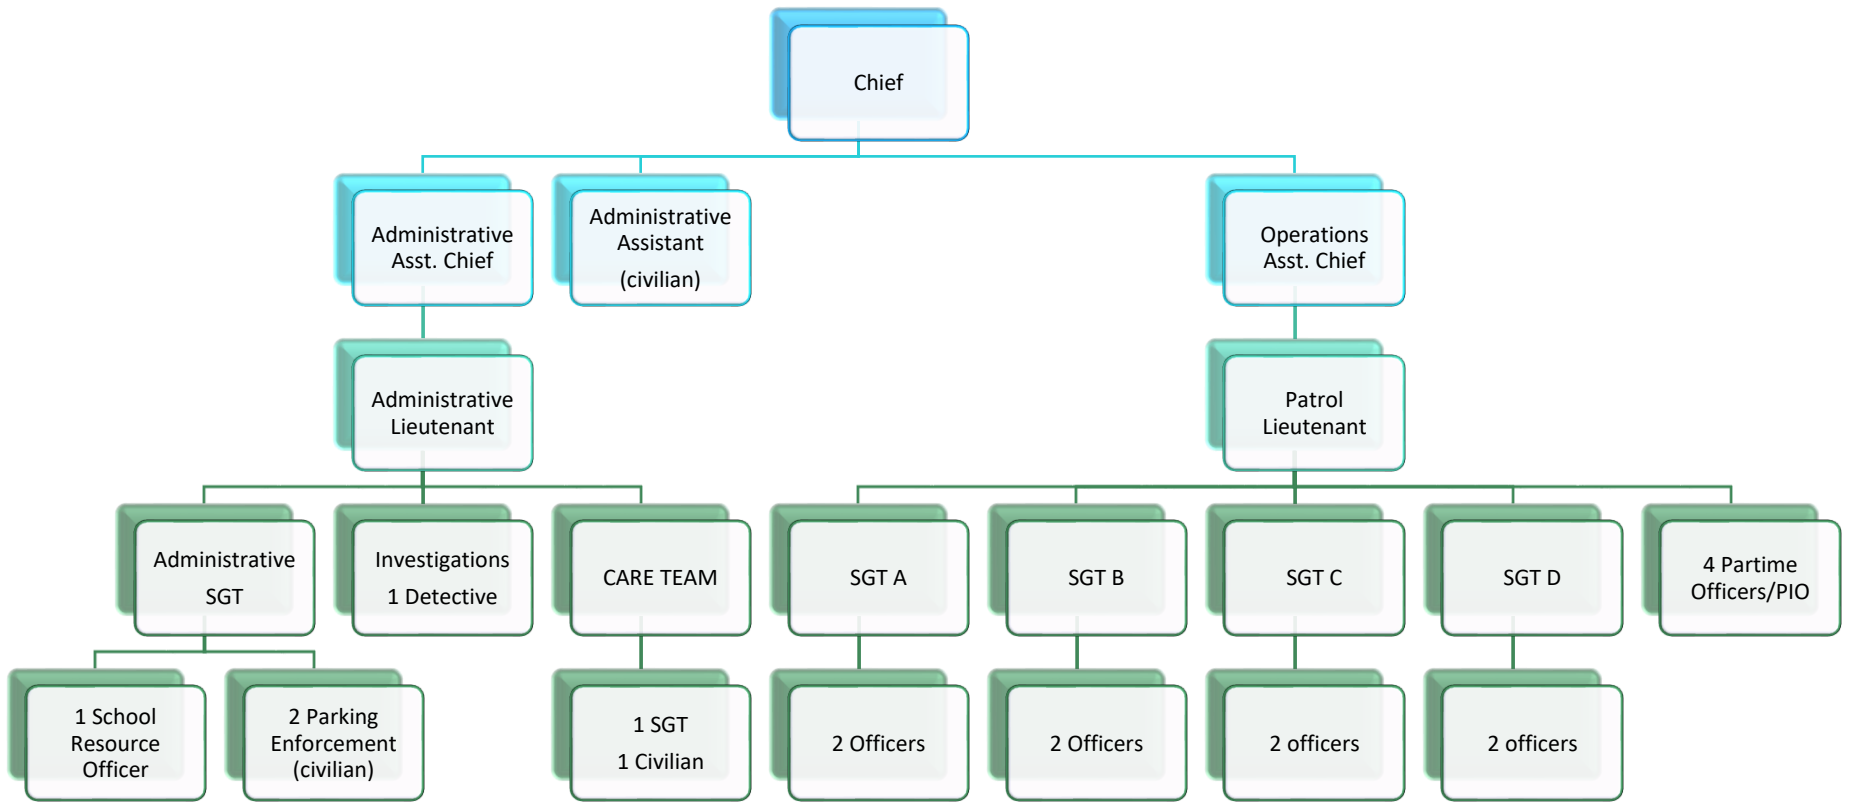 Chief
Administrative
Asst. Chief
Administrative
Assistant
(civilian)
Operations
Asst. Chief
Administrative
Lieutenant
Patrol
Lieutenant
Administrative
SGT
Investigations
1 Detective
CARE TEAM
SGT A
SGT B
SGT C
SGT D
4 Partime
Officers/PIO
1 School
Resource
Officer
2 Parking
Enforcement
(civilian)
1 SGT
1 Civilian
2 Officers
2 Officers
2 officers
2 officers